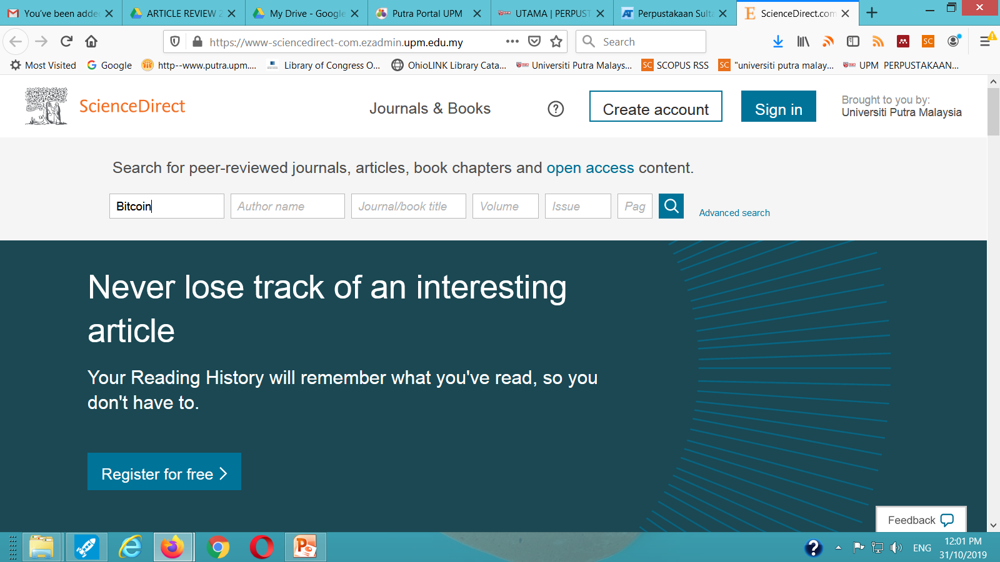 You've been adde
ARTICLE REVIEW 2
My Drive - Google
Putra Portal UPM
UTAMA | PERPUST
Perpustakaan Sulta
ScienceDirect.com
https://www-sciencedirect-com.ezadmin.upm.edu.my
Search
Most Visited
Google
http--www.putra.upm....
Library of Congress O...
OhioLINK Library Cata...
Universiti Putra Malays...
SC SCOPUS RSS
SC "universiti putra malay...
UPM PERPUSTAKAAN...
ScienceDirect
Journals & Books
?
Create account
Sign in
Brought to you by:
Universiti Putra Malaysia
Search for peer-reviewed journals, articles, book chapters and open access content.
Bitcoin
Author name
Journal/book title
Volume
Issue
Pag
Advanced search
Never lose track of an interesting
article
Your Reading History will remember what you've read, so you
don't have to.
Register for free
Feedback
ENG
12:01 PM
31/10/2019